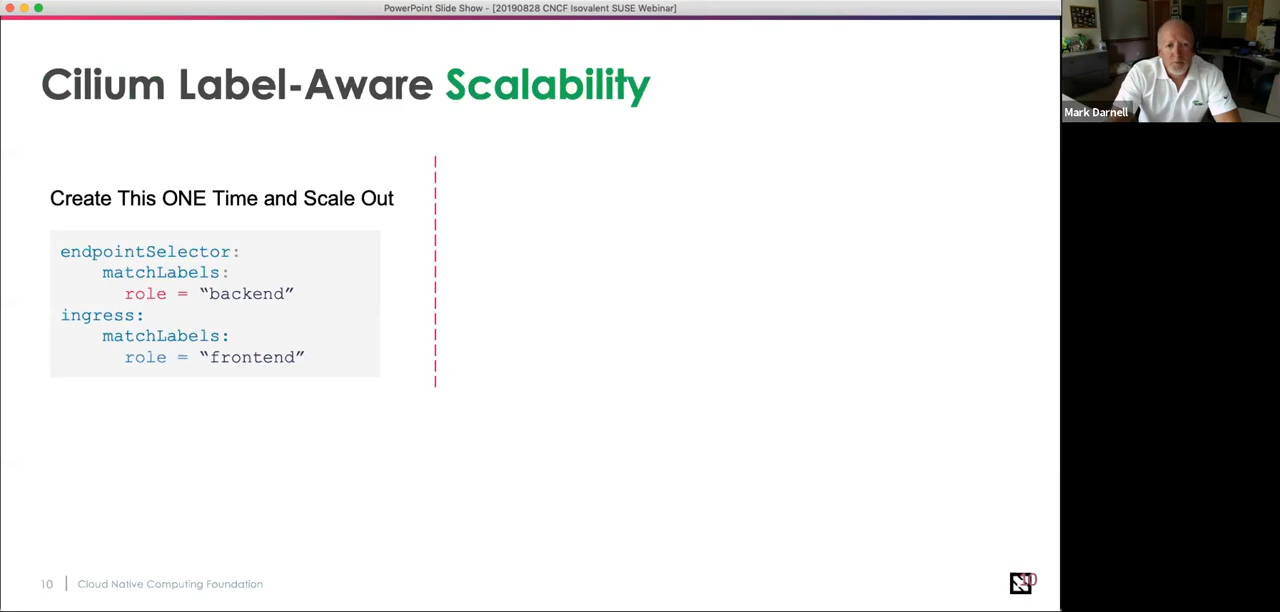 PowerPoint Slide Show - [20190828 CNCF Isovalent SUSE Webinar]
Cilium Label-Aware Scalability
Mark Darnell
Create This ONE Time and Scale Out
endpointSelector:
matchLabels:
role = “backend”
ingress:
matchLabels:
role = “frontend”
10 | Cloud Native Computing Foundation
10